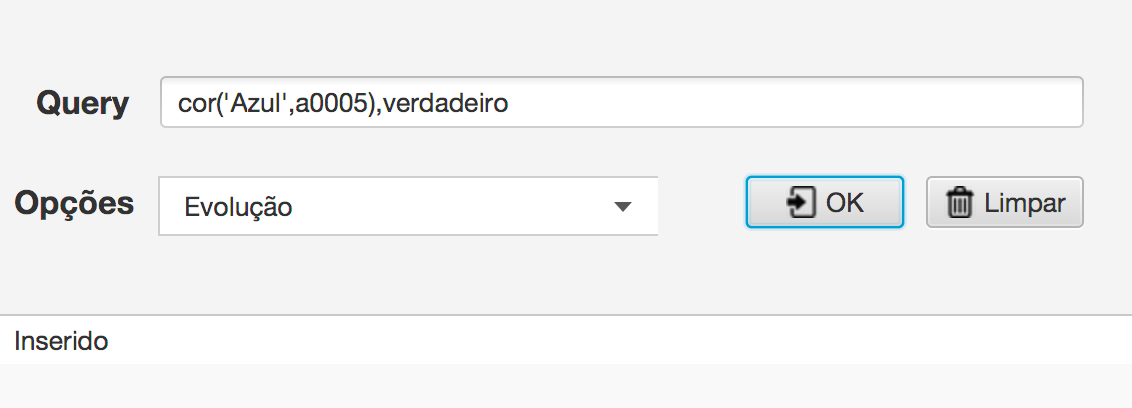 Query cor('Azul',a0005),verdadeiro
Opções Evolução OK Limpar
Inserido